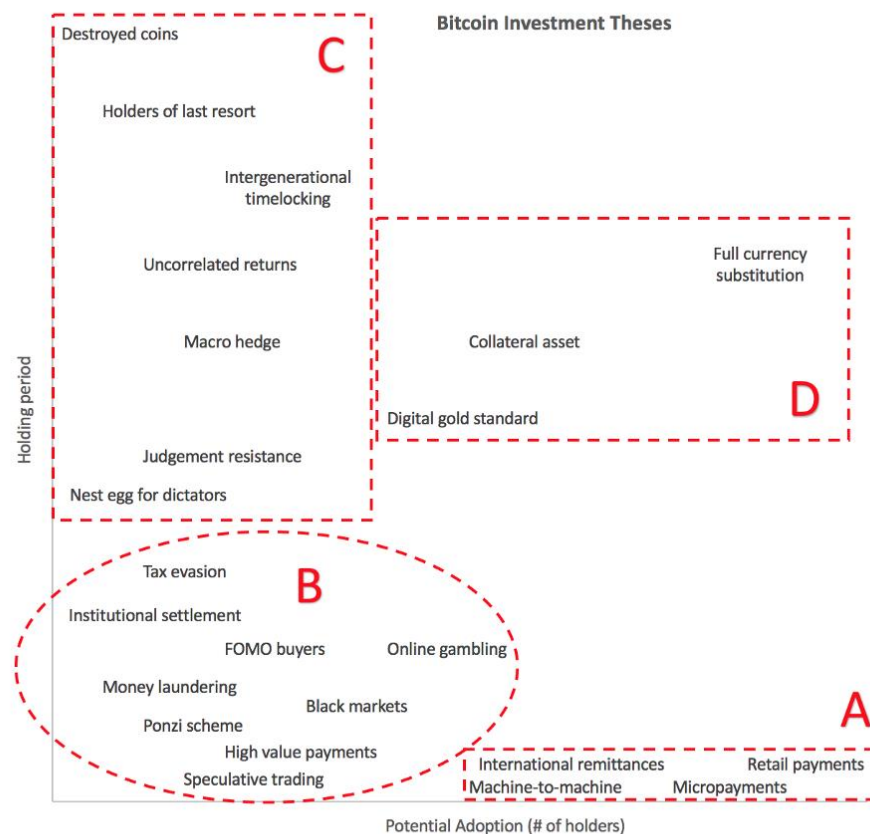 Bitcoin Investment Theses
Destroyed coins
C
Holders of last resort
Intergenerational
timelocking
Uncorrelated returns
Full currency
substitution
Macro hedge
Collateral asset
D
Digital gold standard
Holding period
Judgement resistance
Nest egg for dictators
Tax evasion
B
Institutional settlement
FOMO buyers
Online gambling
Money laundering
Black markets
A
Ponzi scheme
High value payments
International remittances
Retail payments
Speculative trading
Machine-to-machine
Micropayments
Potential Adoption (# of holders)